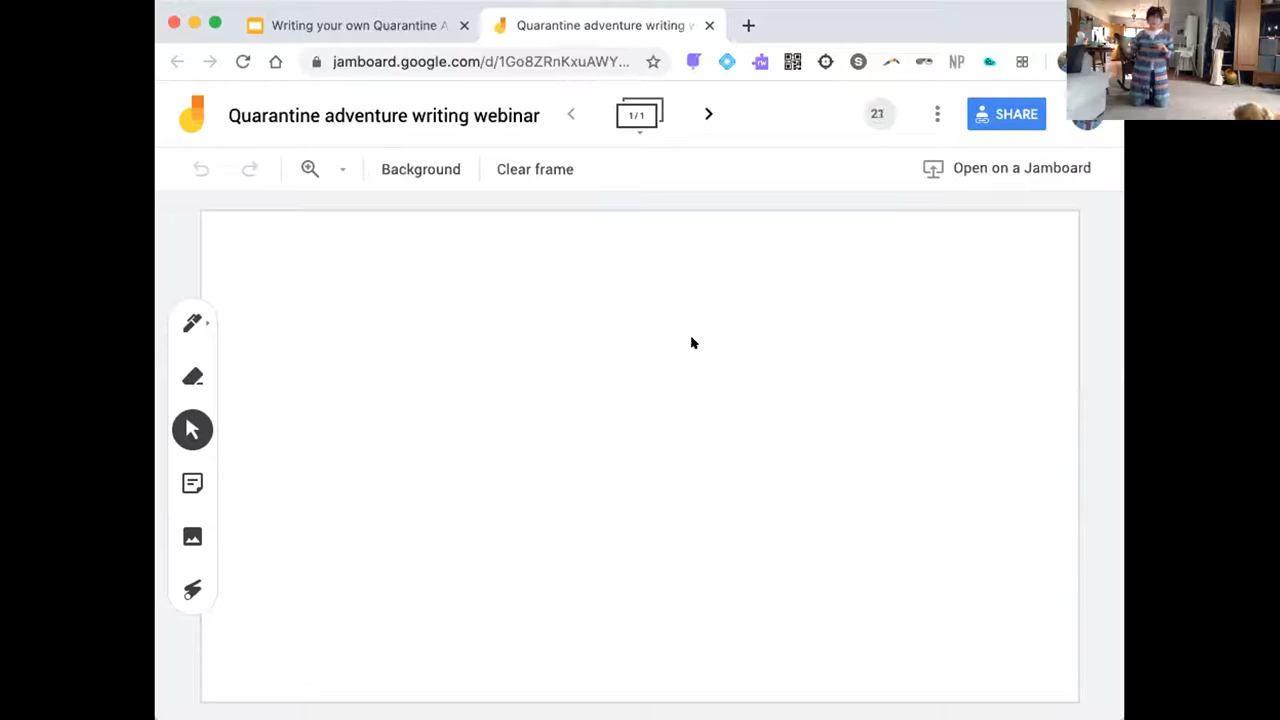 Writing your own Quarantine A
Quarantine adventure writing w
jamboard.google.com/d/1Go8ZRnKxuAWY...
NP
Quarantine adventure writing webinar
1/1
21
SHARE
Background
Clear frame
Open on a Jamboard